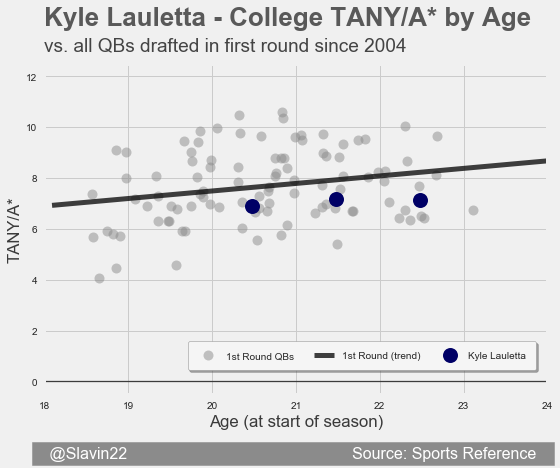 Kyle Lauletta - College TANY/A* by Age
vs. all QBs drafted in first round since 2004
12
10
8
6
4
2
0
TANY/A*
1st Round QBs
1st Round (trend)
Kyle Lauletta
18
19
20
21
22
23
24
Age (at start of season)
@Slavin22
Source: Sports Reference